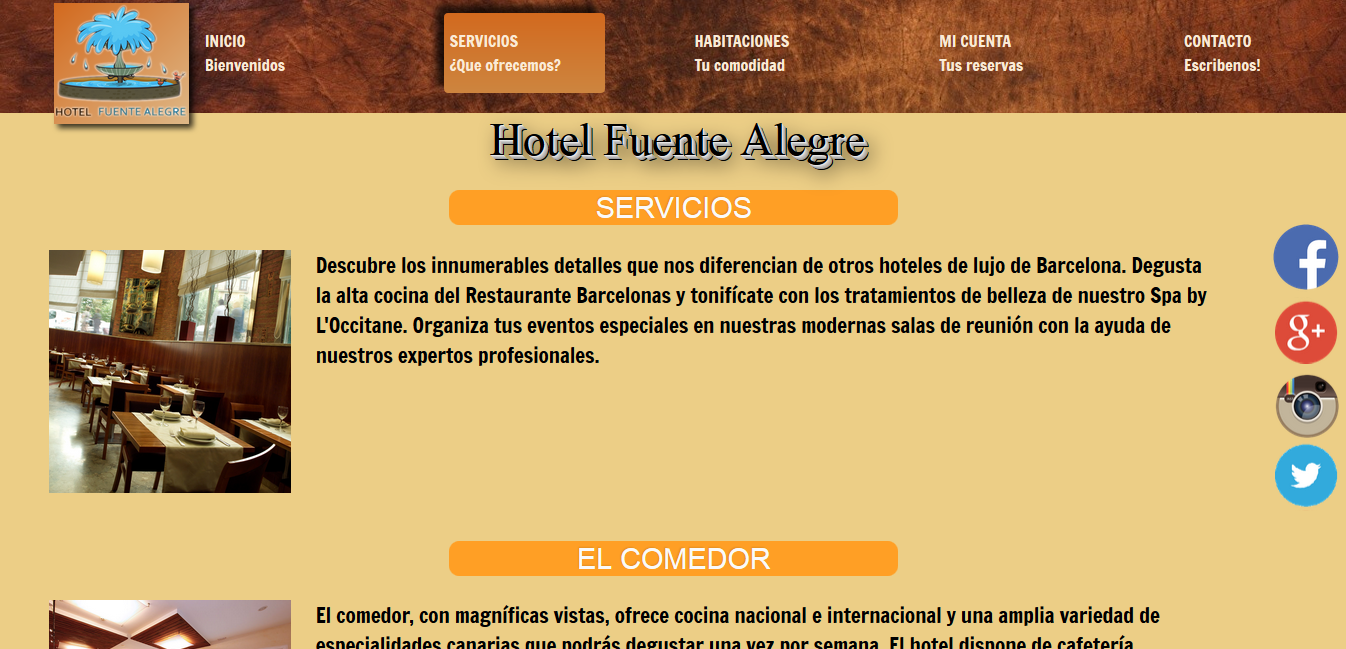 INICIO
Bienvenidos
SERVICIOS
¿Que ofrecemos?
HABITACIONES
Tu comodidad
MI CUENTA
Tus reservas
CONTACTO
Escribenos!
HOTEL FUENTE ALEGRE
Hotel Fuente Alegre
SERVICIOS
Descubre los innumerables detalles que nos diferencian de otros hoteles de lujo de Barcelona. Degusta
la alta cocina del Restaurante Barcelonas y tonifícate con los tratamientos de belleza de nuestro Spa by
L'Occitane. Organiza tus eventos especiales en nuestras modernas salas de reunión con la ayuda de
nuestros expertos profesionales.
EL COMEDOR
El comedor, con magníficas vistas, ofrece cocina nacional e internacional y una amplia variedad de
especialidades canarias que podrás degustar una vez por semana. El hotel dispone de cafetería